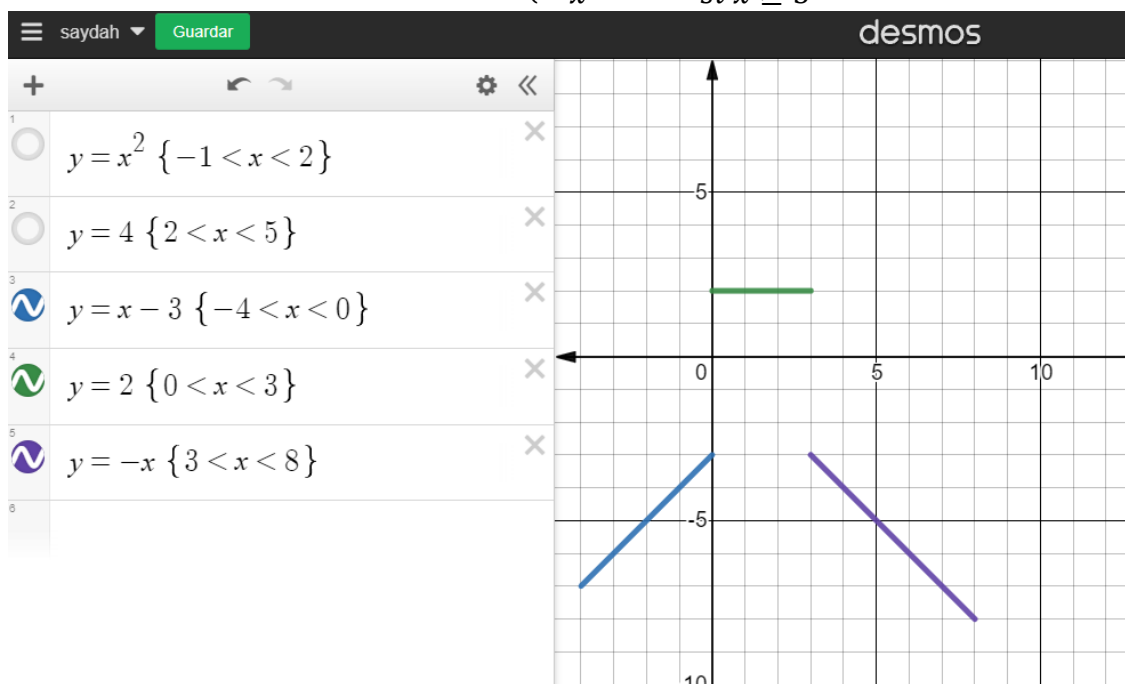 saydah Guardar desmos
1
y = x² {−1 < x < 2}
2
y = 4 {2 < x < 5}
3
y = x − 3 {−4 < x < 0}
4
y = 2 {0 < x < 3}
5
y = −x {3 < x < 8}
6
5
0 5 10
-5